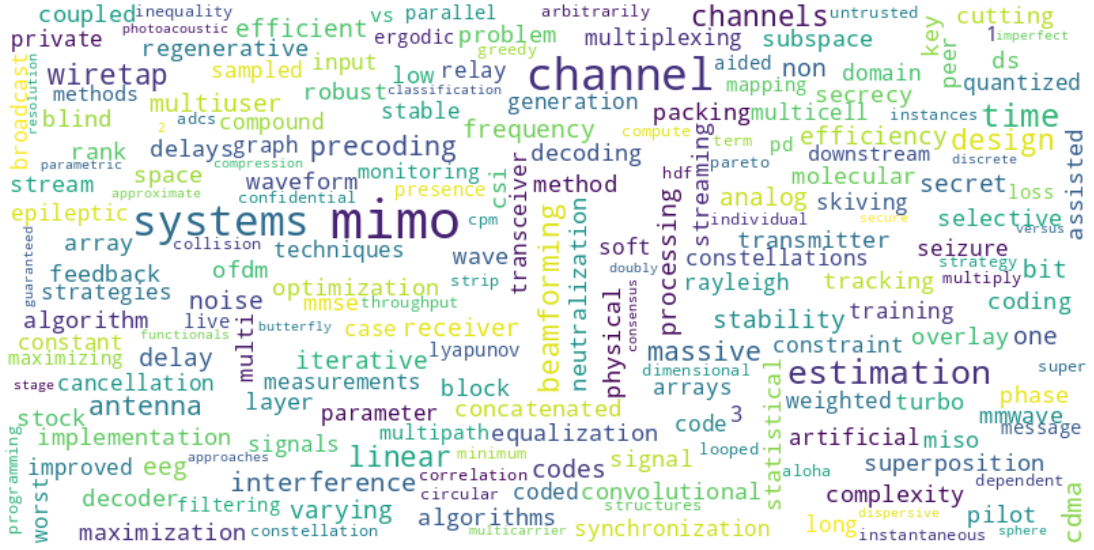 coupled
inequality
photoacoustic
efficient
vs
parallel
arbitrarily
channels
untrusted
cutting
private
regenerative
ergodic
problem
greedy
multiplexing
subspace
key
peer
1
imperfect
broadcast
resolution
wiretap
methods
sampled
input
robust
low
relay
classification
channel
aided
mapping
non
domain
secrecy
ds
quantized
multiuser
2
adcs
compound
stable
generation
packing
multicell
instances
time
blind
rank
parametric
delays
graph
compression
precoding
frequency
decoding
compute
term
pareto
pd
efficiency
downstream
design
discrete
stream
space
approximate
waveform
confidential
monitoring
presence
csi
transceiver
method
hdf
streaming
processing
analog
molecular
skiving
secret
loss
assisted
epileptic
systems
mimo
cpm
beamforming
neutralization
individual
secure
selective
versus
guaranteed
array
collision
techniques
wave
soft
doubly
constellations
transmitter
seizure
strategy
multiply
bit
feedback
strategies
ofdm
optimization
strip
physical
consensus
rayleigh
tracking
training
coding
noise
mmse
throughput
algorithm
live
functionals
multi
butterfly
case
receiver
stability
overlay
one
constant
maximizing
delay
iterative
lyapunov
massive
dimensional
constraint
super
stage
cancellation
measurements
block
arrays
estimation
stock
antenna
layer
parameter
concatenated
code
3
statistical
weighted
turbo
phase
mmwave
message
programming
implementation
signals
multipath
equalization
minimum
linear
looped
artificial
miso
improved
eeg
approaches
interference
correlation
codes
signal
aloha
superposition
dependent
worst
decoder
filtering
varying
circular
coded
convolutional
structures
complexity
cdma
maximization
constellation
algorithms
multicarrier
synchronization
long
dispersive
instantaneous
pilot
sphere